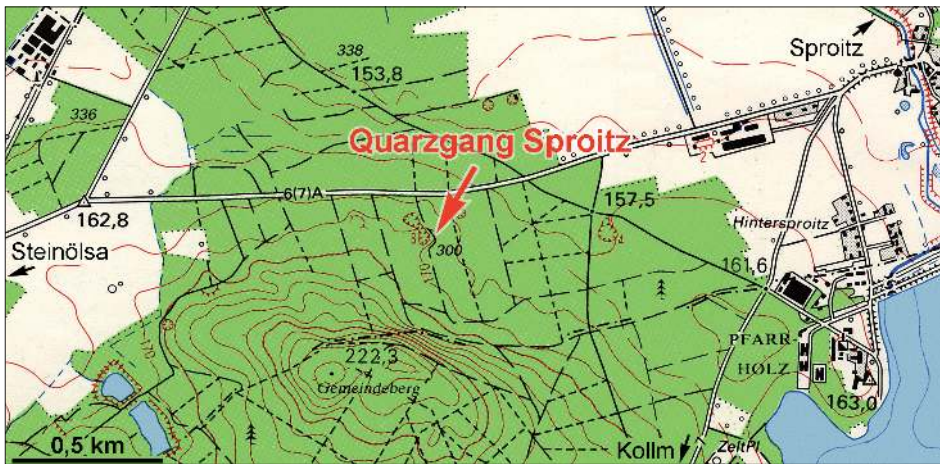 338
153,8
Sproitz
336
Quarzgang Sproitz
6(7)A
162,8
157,5
Steinölsa
300
Hintersproitz
161,6
170
222,3
Gemeindeberg
PFARR-
HOLZ
163,0
0,5 km
Kollm
ZeltPl